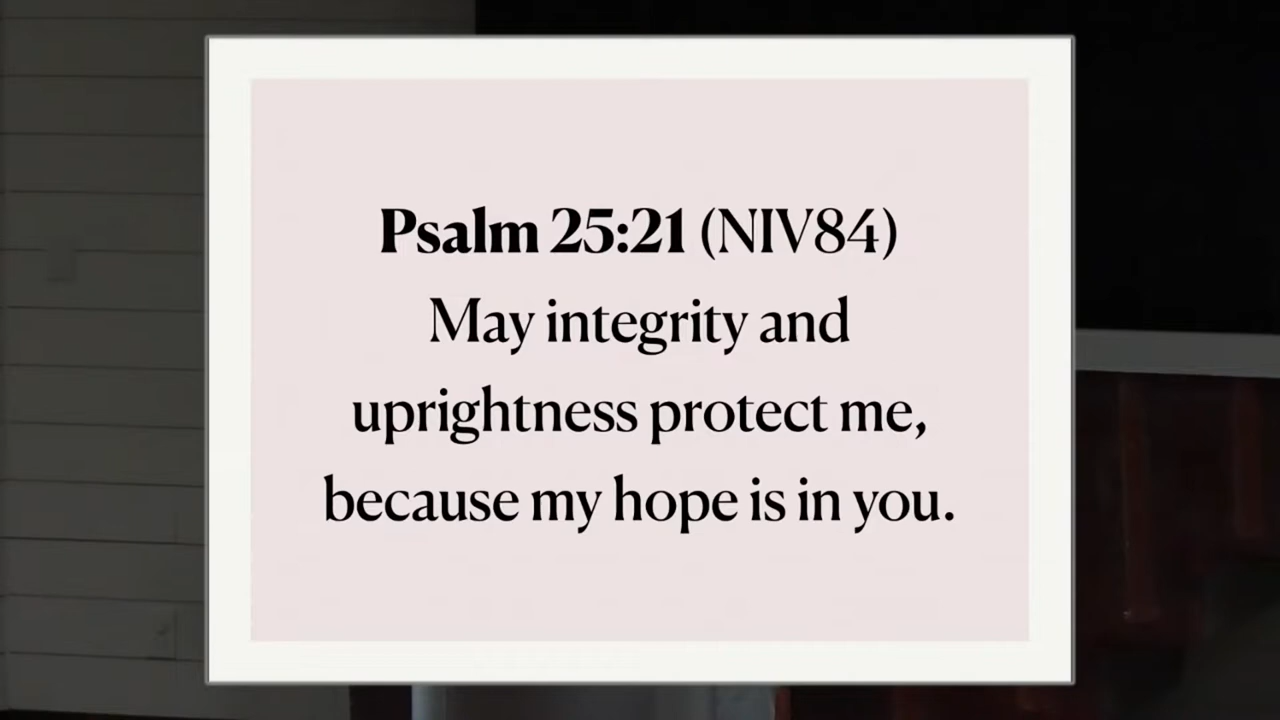 Psalm 25:21 (NIV84)
May integrity and
uprightness protect me,
because my hope is in you.